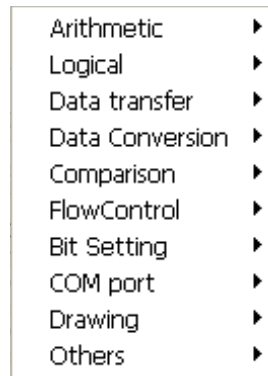 Arithmetic
Logical
Data transfer
Data Conversion
Comparison
FlowControl
Bit Setting
COM port
Drawing
Others